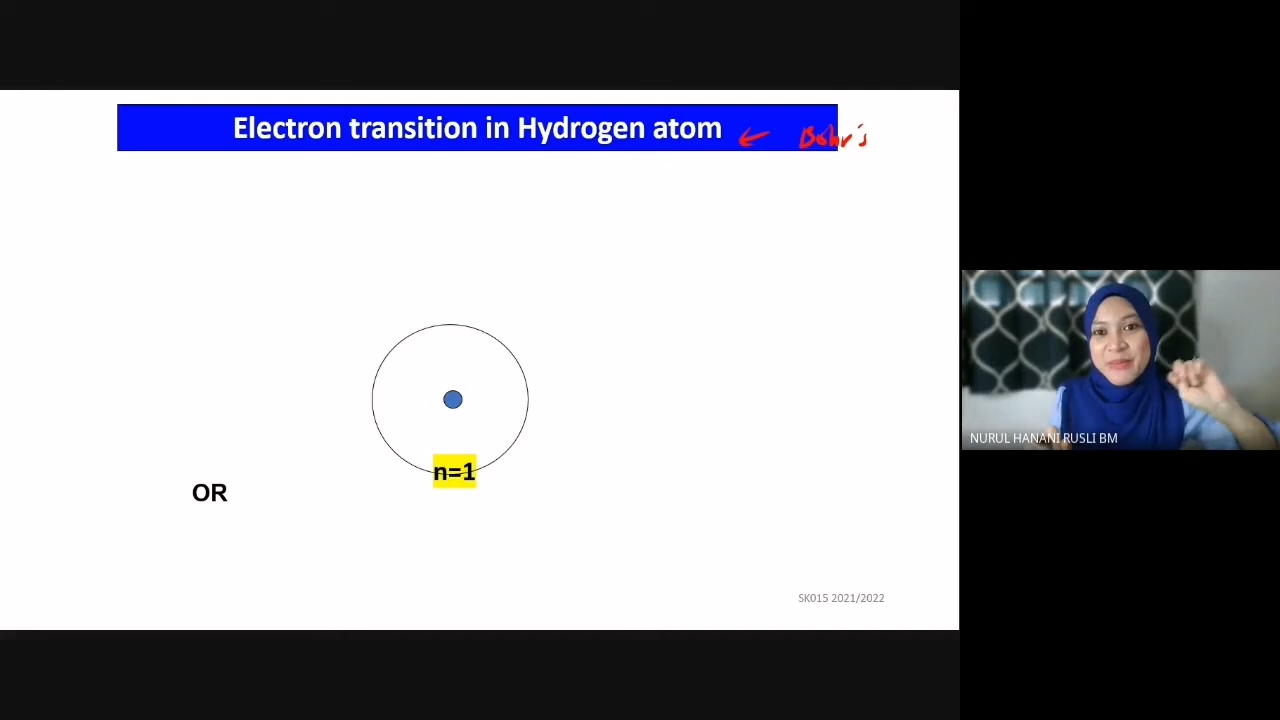 Electron transition in Hydrogen atom
Bohr's
n=1
OR
SK015 2021/2022
NURUL HANANI RUSLI BM